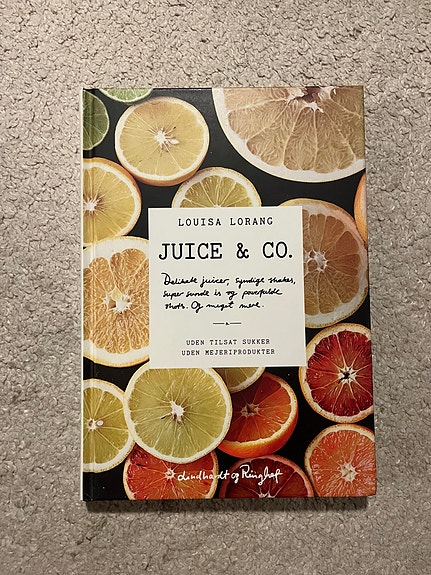 LOUISA LORANG
JUICE & CO.
Delikate juicer, syndige shakes,
super sunde is og powerfulde
shots. Og meget mere.
UDEN TILSAT SUKKER
UDEN MEJERIPRODUKTER
Lindhardt og Ringhof